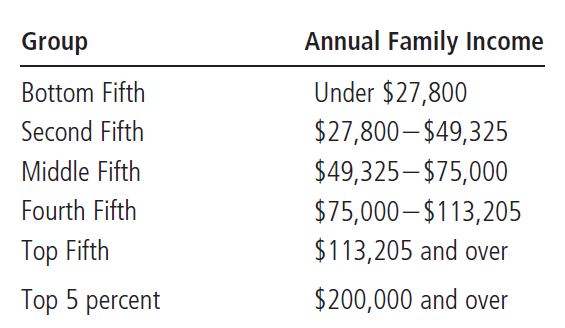 Group Annual Family Income
Bottom Fifth Under $27,800
Second Fifth $27,800–$49,325
Middle Fifth $49,325–$75,000
Fourth Fifth $75,000–$113,205
Top Fifth $113,205 and over
Top 5 percent $200,000 and over